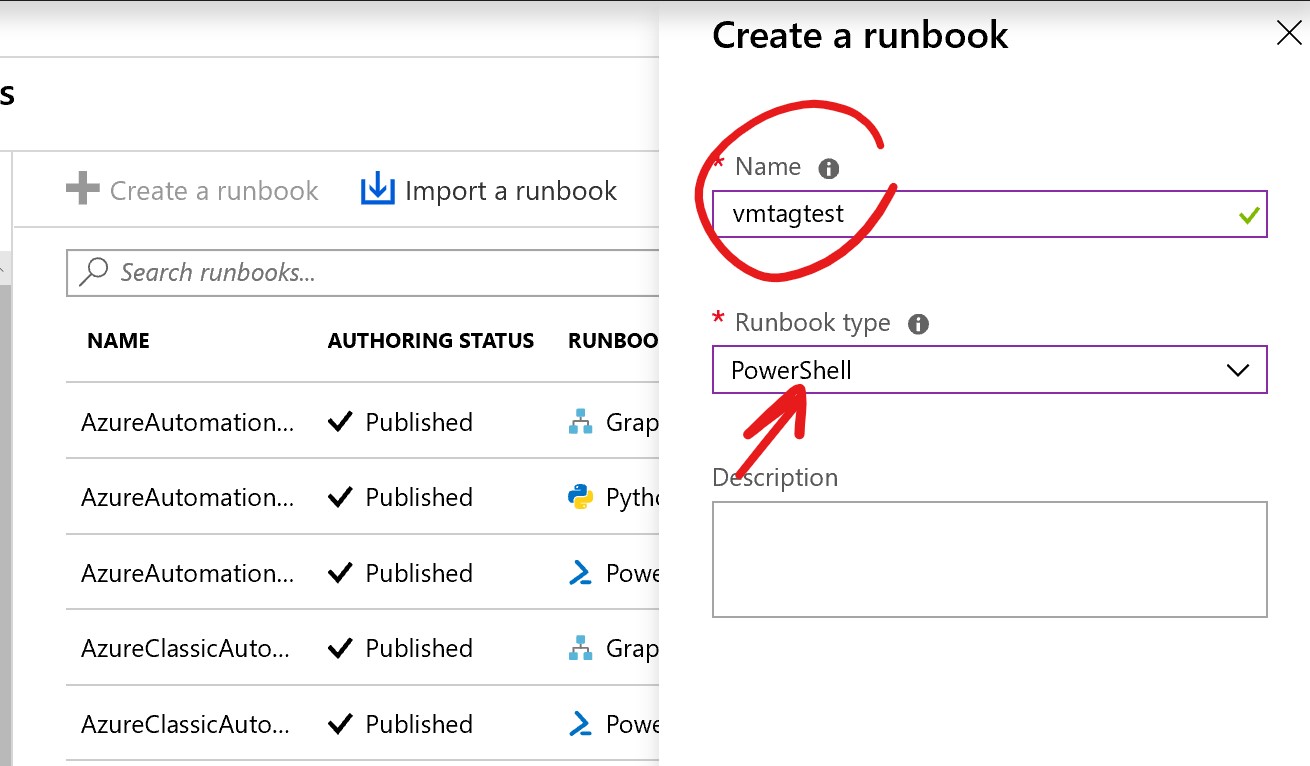 Create a runbook
s
* Name
vmtagtest
Create a runbook Import a runbook
Search runbooks...
* Runbook type
PowerShell
NAME AUTHORING STATUS RUNBOO
AzureAutomation... Published Grap
Description
AzureAutomation... Published Pytho
AzureAutomation... Published Powe
AzureClassicAuto... Published Grap
AzureClassicAuto... Published Powe